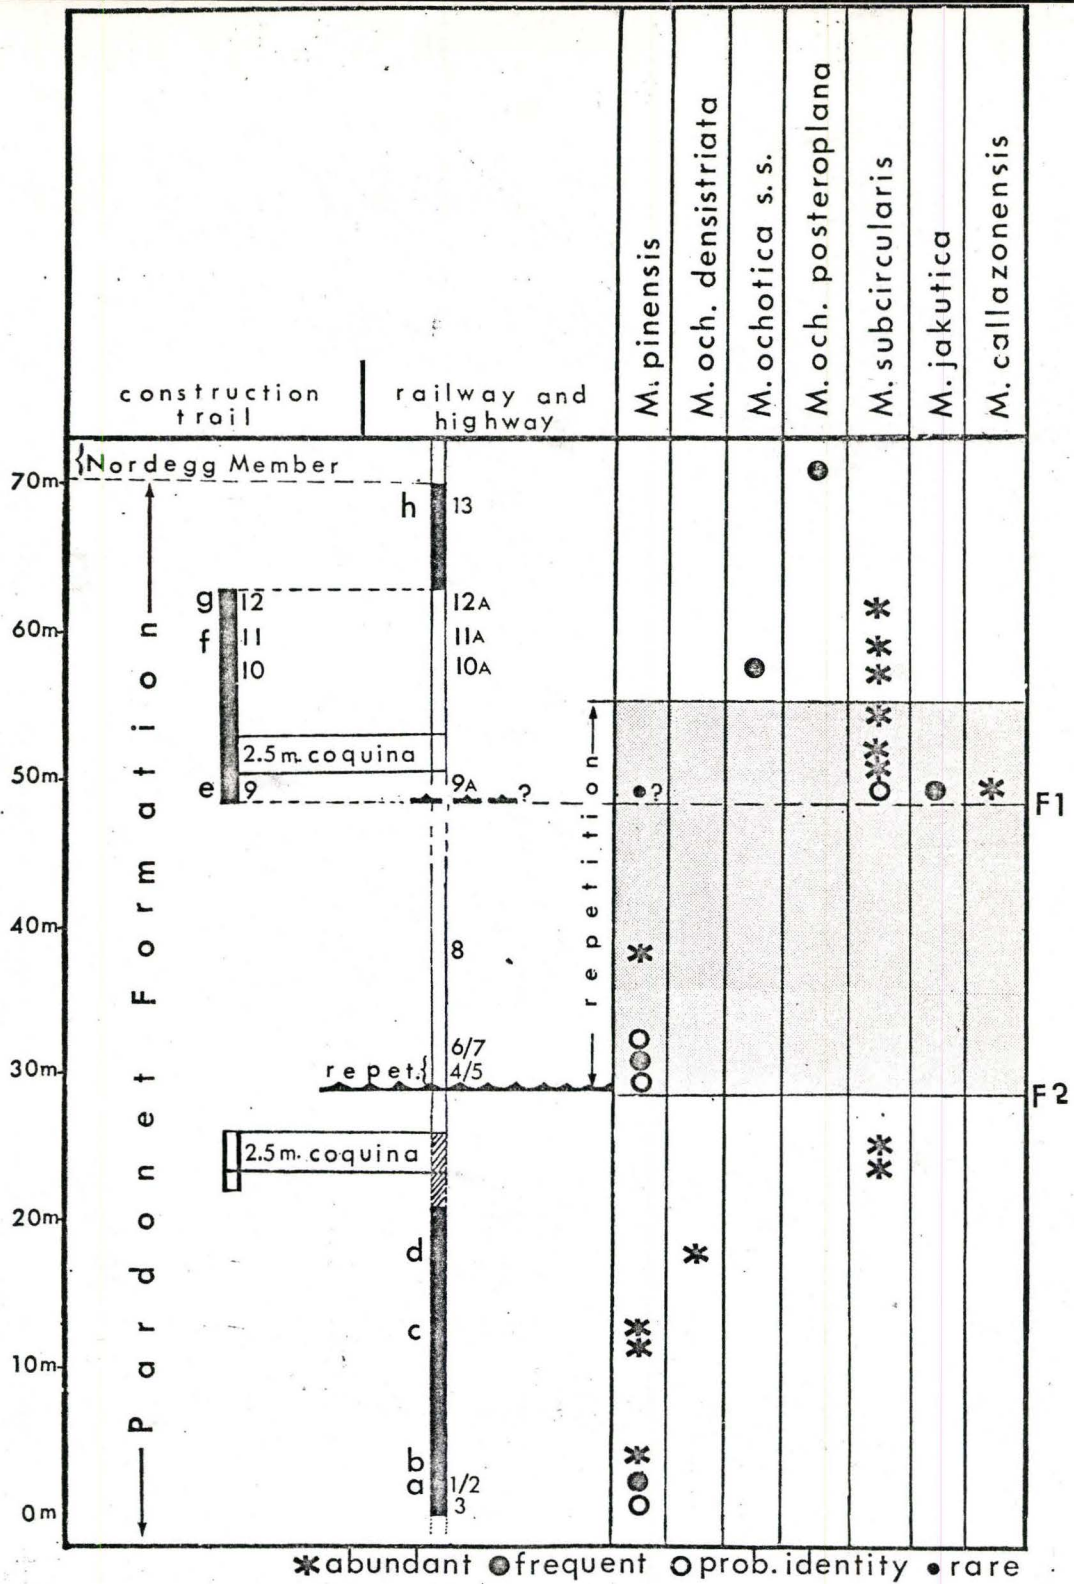 construction
trail
railway and
highway
M. pinensis
M. och. densistriata
M. ochotica s. s.
M. och. posteroplana
M. subcircularis
M. jakutica
M. callazonensis
{Nordegg Member
70m
h 13
g 12 12A
60m
f 11 11A
10 10A
2.5m. coquina
50m
e 9 9A ? ?
F1
Pardonet Formation
repetition
40m
8
6/7
30m
repet.{ 4/5
F2
2.5m. coquina
20m
d
c
10m
b
a 1/2
0m
3
abundant frequent prob. identity rare